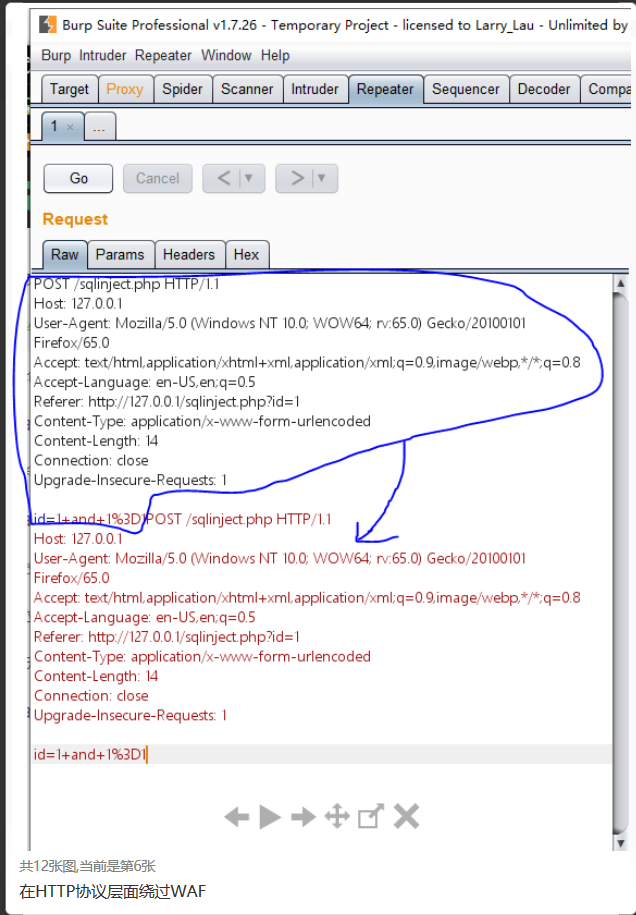 Burp Suite Professional v1.7.26 - Temporary Project - licensed to Larry_Lau - Unlimited by
Burp Intruder Repeater Window Help
Target Proxy Spider Scanner Intruder Repeater Sequencer Decoder Compa
1 × ...
Go Cancel < > 
Request
Raw Params Headers Hex
POST /sqlinject.php HTTP/1.1
Host: 127.0.0.1
User-Agent: Mozilla/5.0 (Windows NT 10.0; WOW64; rv:65.0) Gecko/20100101
Firefox/65.0
Accept: text/html,application/xhtml+xml,application/xml;q=0.9,image/webp,*/*;q=0.8
Accept-Language: en-US,en;q=0.5
Referer: http://127.0.0.1/sqlinject.php?id=1
Content-Type: application/x-www-form-urlencoded
Content-Length: 14
Connection: close
Upgrade-Insecure-Requests: 1
id=1+and+1%3D1POST /sqlinject.php HTTP/1.1
Host: 127.0.0.1
User-Agent: Mozilla/5.0 (Windows NT 10.0; WOW64; rv:65.0) Gecko/20100101
Firefox/65.0
Accept: text/html,application/xhtml+xml,application/xml;q=0.9,image/webp,*/*;q=0.8
Accept-Language: en-US,en;q=0.5
Referer: http://127.0.0.1/sqlinject.php?id=1
Content-Type: application/x-www-form-urlencoded
Content-Length: 14
Connection: close
Upgrade-Insecure-Requests: 1
id=1+and+1%3D1
共12张图,当前是第6张
在HTTP协议层面绕过WAF